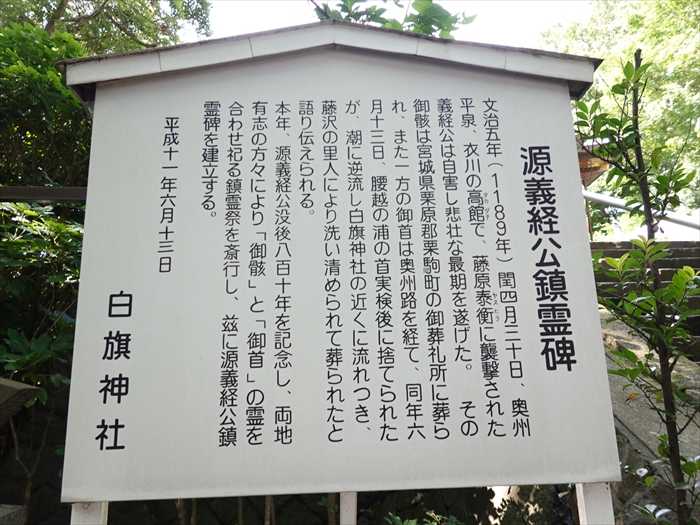 源義経公鎮霊碑
文治五年(1189年)閏四月二十日、奥州
平泉、衣川の高館で、藤原泰衡に襲撃された
義経公は自害し悲壮な最期を遂げた。 その
御骸は宮城県栗原郡栗駒町の御葬礼所に葬ら
れ、また一方の御首は奥州路を経て、同年六
月十三日、腰越の浦の首実検後に捨てられた
が、潮に逆流し白旗神社の近くに流れつき、
藤沢の里人により洗い清められて葬られたと
語り伝えられる。
本年、源義経公没後八百十年を記念し、両地
有志の方々により「御骸」と「御首」の霊を
合わせ祀る鎮霊祭を斎行し、玆に源義経公鎮
霊碑を建立する。
平成十一年六月十三日
白旗神社